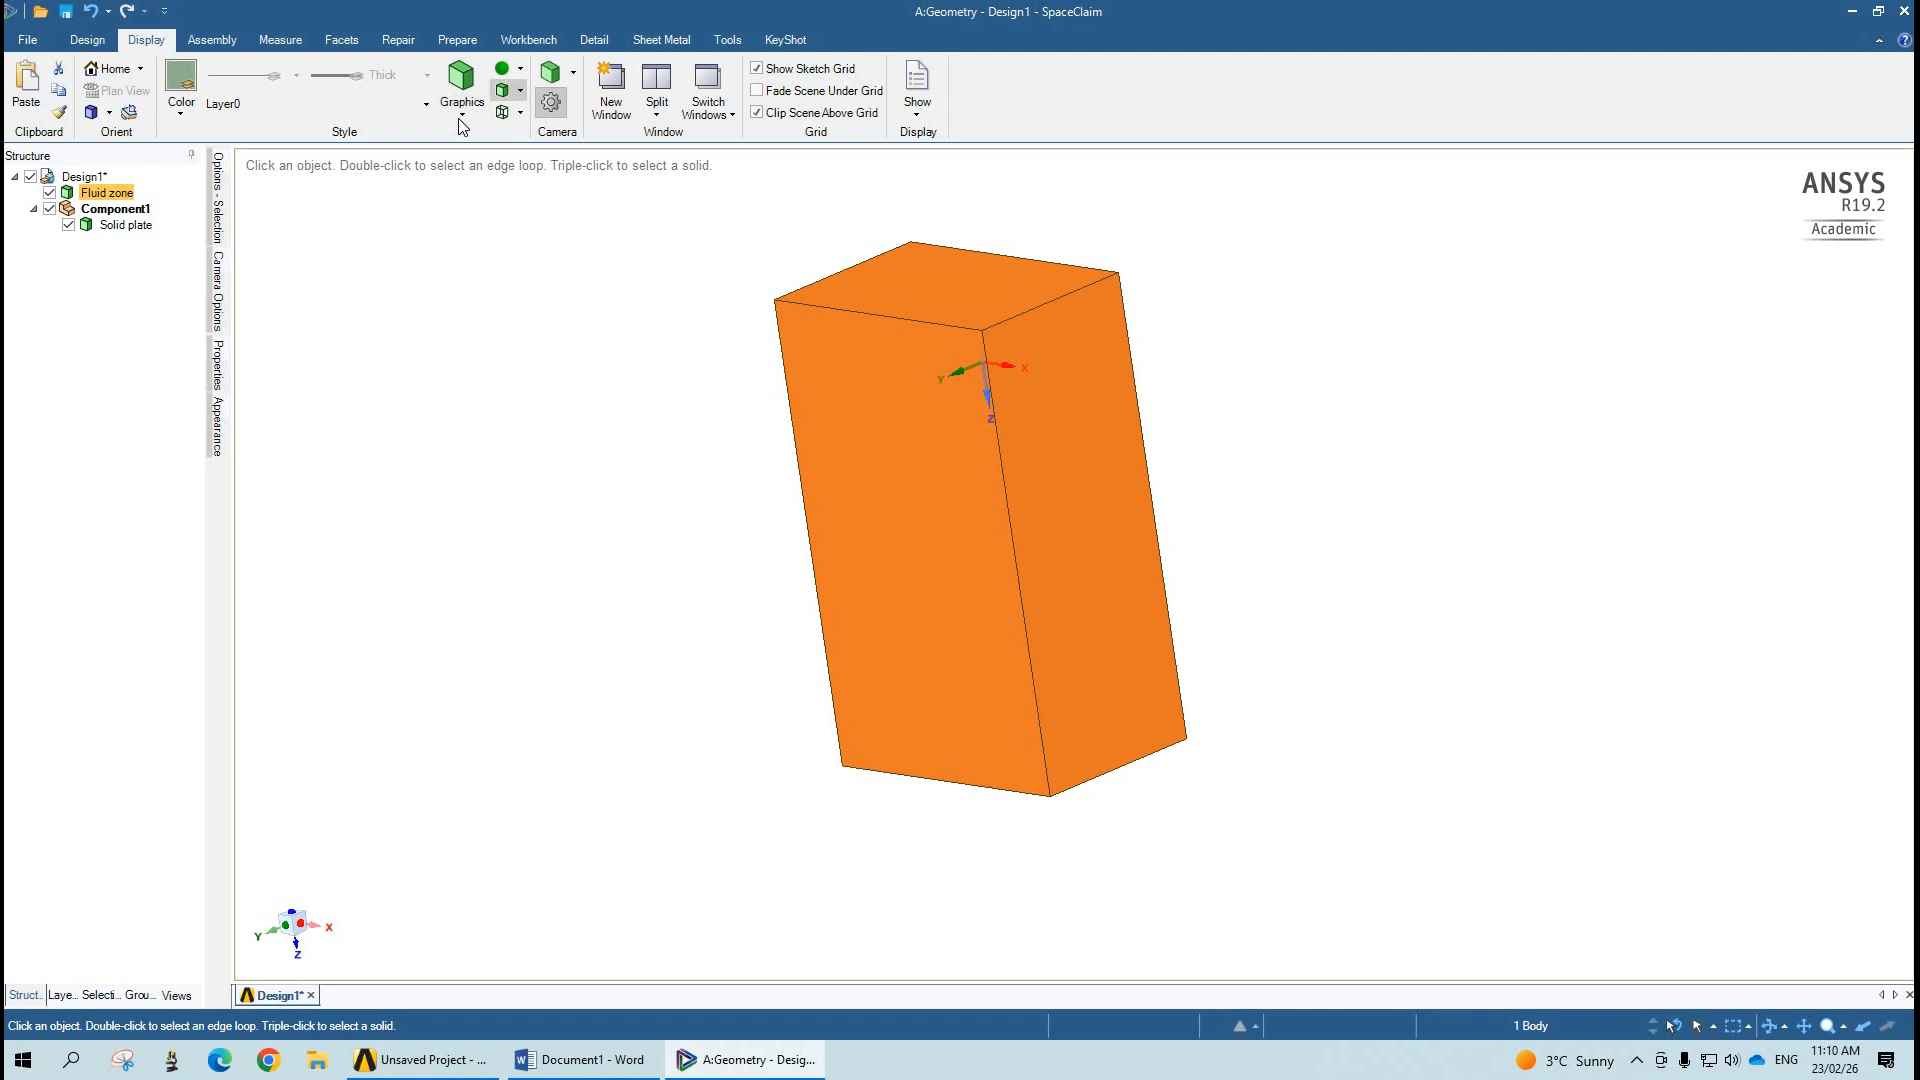 A:Geometry - Design1 - SpaceClaim
File Design Display Assembly Measure Facets Repair Prepare Workbench Detail Sheet Metal Tools KeyShot
Paste
Clipboard
Home
Plan View
Orient
Color
Layer0
Thick
Style
Graphics
Camera
New Window
Split
Switch Windows
Window
Show Sketch Grid
Fade Scene Under Grid
Clip Scene Above Grid
Grid
Show
Display
Structure
Design1*
Fluid zone
Component1
Solid plate
Options - Selection
Camera Options
Properties
Appearance
Click an object. Double-click to select an edge loop. Triple-click to select a solid.
ANSYS
R19.2
Academic
X
Y
Z
Y
X
Z
Struct... Laye... Selecti... Grou... Views
Design1*
Click an object. Double-click to select an edge loop. Triple-click to select a solid.
1 Body
Unsaved Project - ...
Document1 - Word
A:Geometry - Desig...
3°C Sunny
ENG
11:10 AM
23/02/26